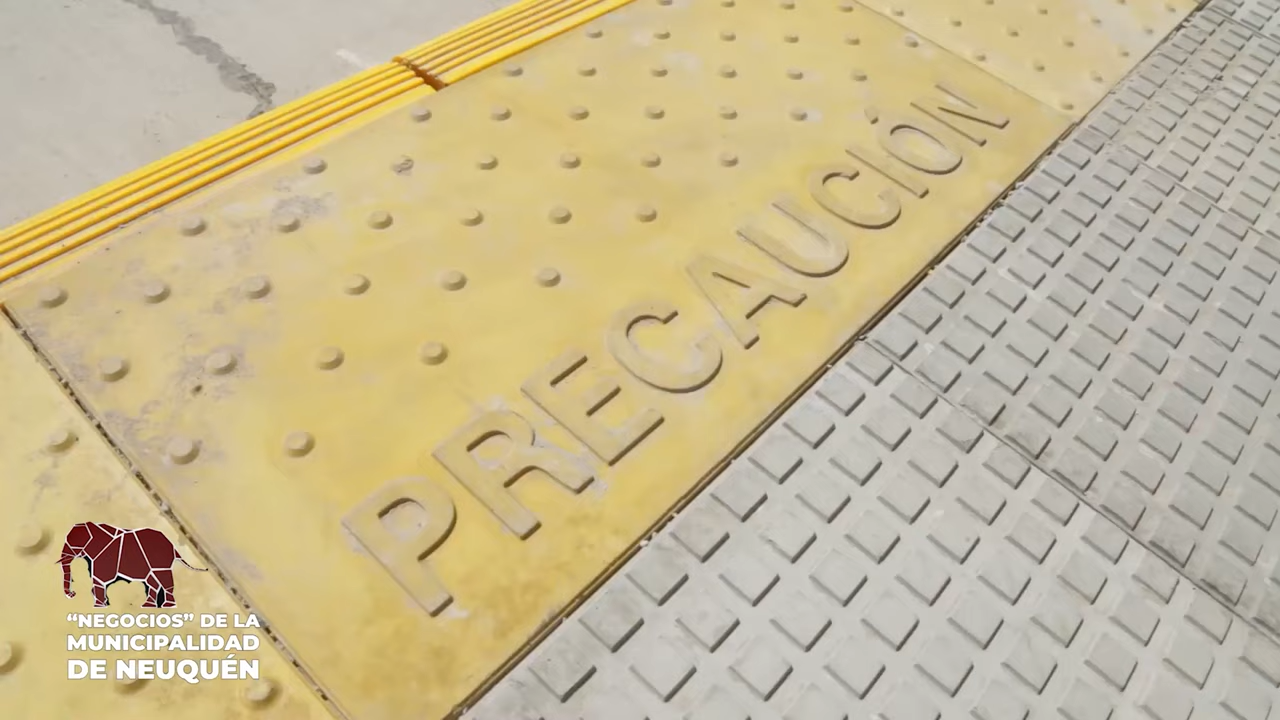 PRECAUCIÓN
“NEGOCIOS” DE LA
MUNICIPALIDAD
DE NEUQUÉN